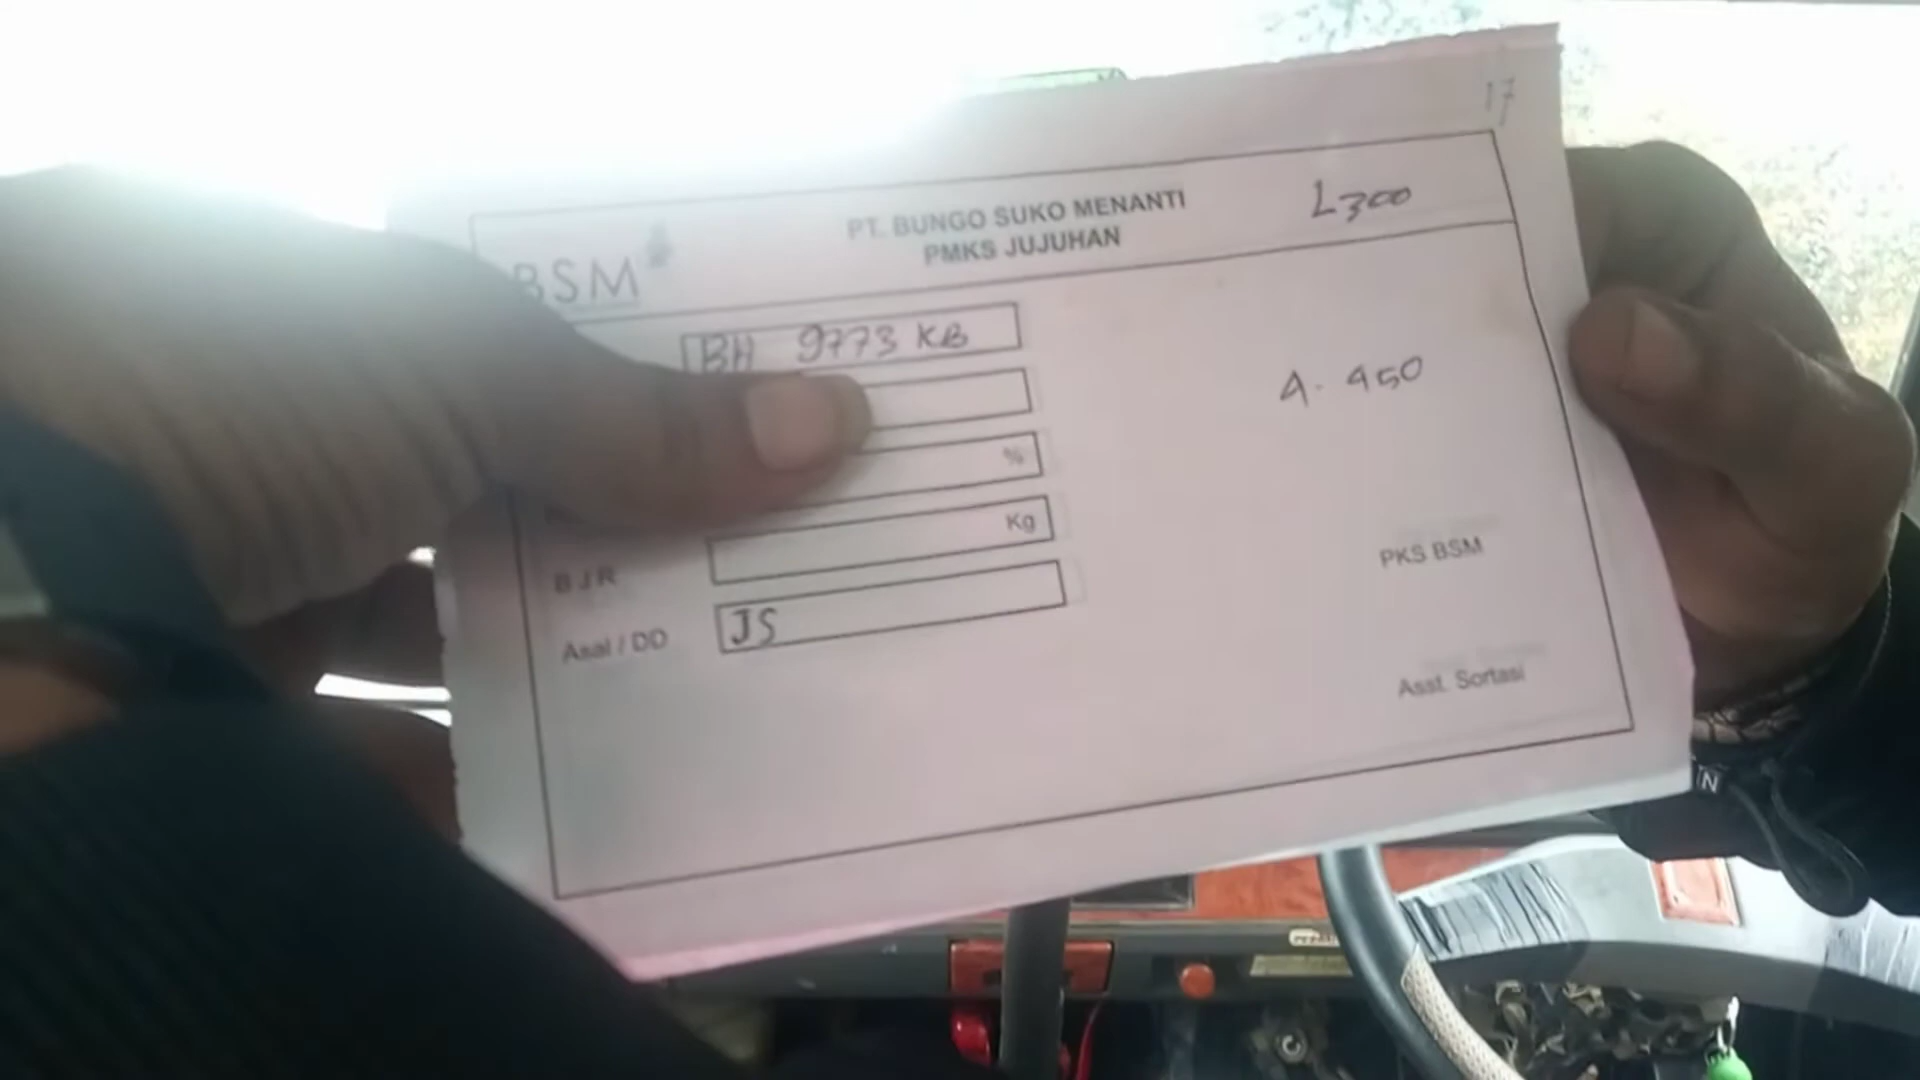 17
BSM
PT. BUNGO SUKO MENANTI
PMKS JUJUHAN
L300
BH 9773 KB
A. 950
%
Kg
BJR
Asal / DD
JS
PKS BSM
Asst. Sortasi
N